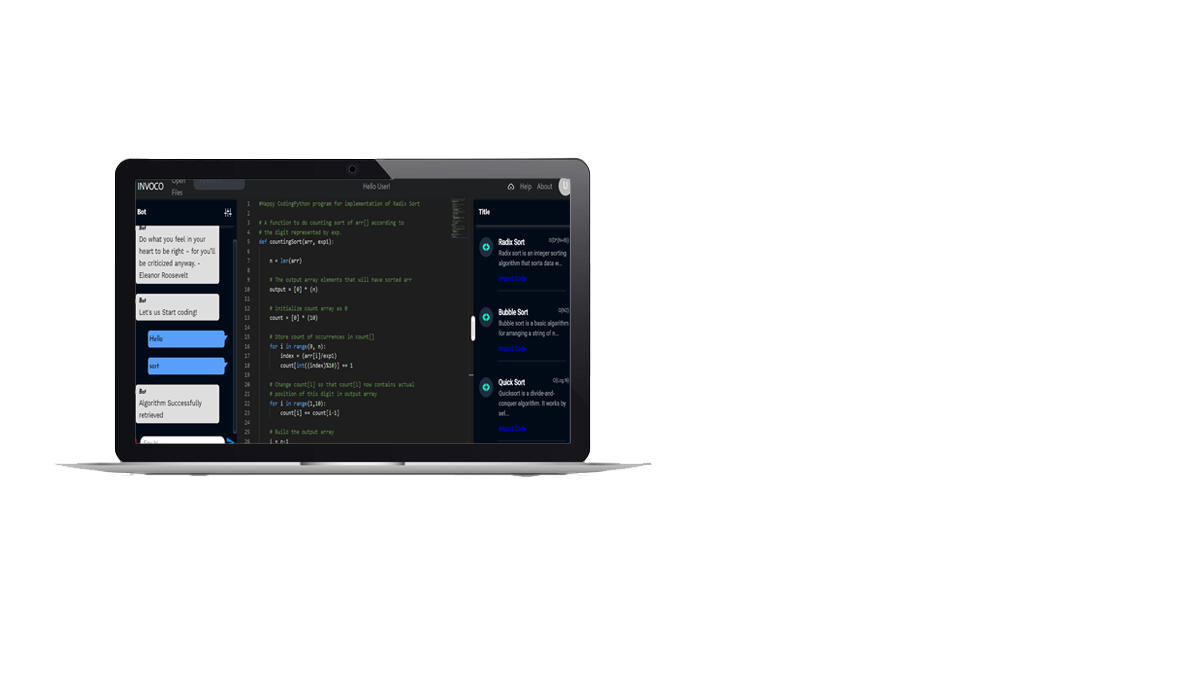 INVOCO
Open
Files
Hello User!
Help
About
U
Bot
Bot
Do what you feel in your
heart to be right – for you'll
be criticized anyway. -
Eleanor Roosevelt
Bot
Let's us Start coding!
Hello
sort
Bot
Algorithm Successfully
retrieved
1 #Happy CodingPython program for implementation of Radix Sort
2
3 # A function to do counting sort of arr[] according to
4 # the digit represented by exp.
5 def countingSort(arr, exp1):
6
7 n = len(arr)
8
9 # The output array elements that will have sorted arr
10 output = [0] * (n)
11
12 # initialize count array as 0
13 count = [0] * (10)
14
15 # Store count of occurrences in count[]
16 for i in range(0, n):
17 index = (arr[i]/exp1)
18 count[int((index)%10)] += 1
19
20 # Change count[i] so that count[i] now contains actual
21 # position of this digit in output array
22 for i in range(1,10):
23 count[i] += count[i-1]
24
25 # Build the output array
26 i = n-1
Title
Radix Sort
Radix sort is an integer sorting
algorithm that sorts data w...
Bubble Sort
O(N2)
Bubble sort is a basic algorithm
for arranging a string of n...
Quick Sort
Quicksort is a divide-and-
conquer algorithm. It works by
sel...